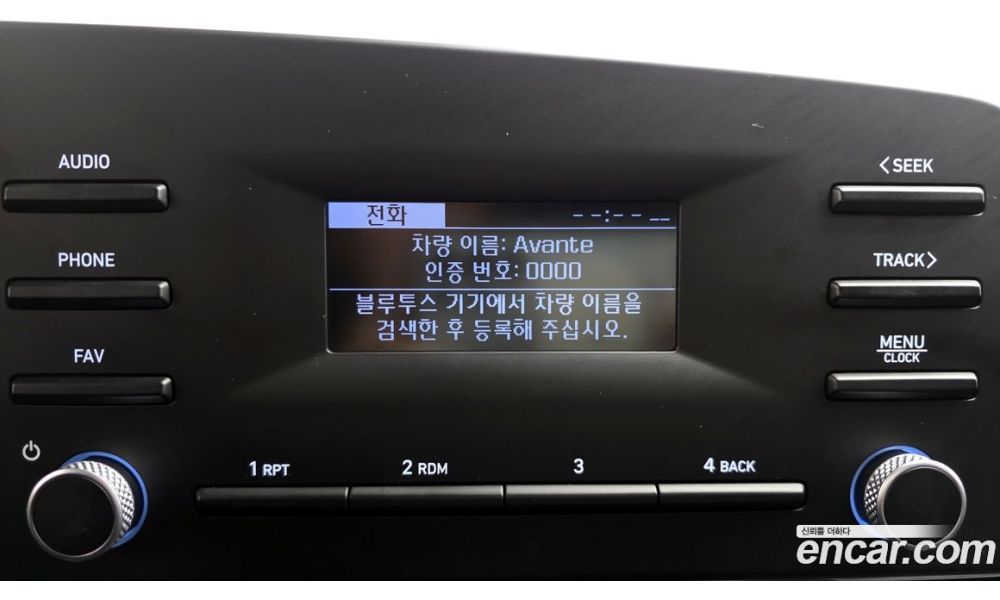 AUDIO
<SEEK
전화 --:-- __
차량 이름: Avante
인증 번호: 0000
블루투스 기기에서 차량 이름을
검색한 후 등록해 주십시오.
PHONE
TRACK>
FAV
MENU
CLOCK
1 RPT
2 RDM
3
4 BACK
신뢰를 더하다
encar.com